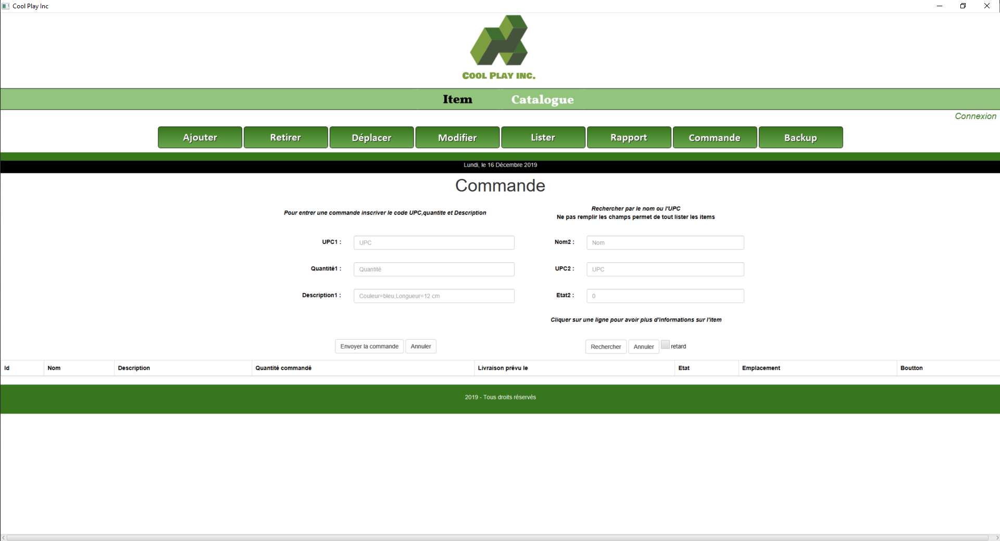 Cool Play Inc
COOL PLAY INC.
Item Catalogue
Connexion
Ajouter Retirer Déplacer Modifier Lister Rapport Commande Backup
Lundi, le 16 Décembre 2019
Commande
Pour entrer une commande inscriver le code UPC,quantite et Description
Rechercher par le nom ou l'UPC
Ne pas remplir les champs permet de tout lister les items
UPC1 : UPC
Quantité1 : Quantité
Description1 : Couleur=bleu,Longueur=12 cm
Nom2 : Nom
UPC2 : UPC
Etat2 : 0
Cliquer sur une ligne pour avoir plus d'informations sur l'item
Envoyer la commande Annuler
Rechercher Annuler retard
Id Nom Description Quantité commandé Livraison prévu le Etat Emplacement Boutton
2019 - Tous droits réservés